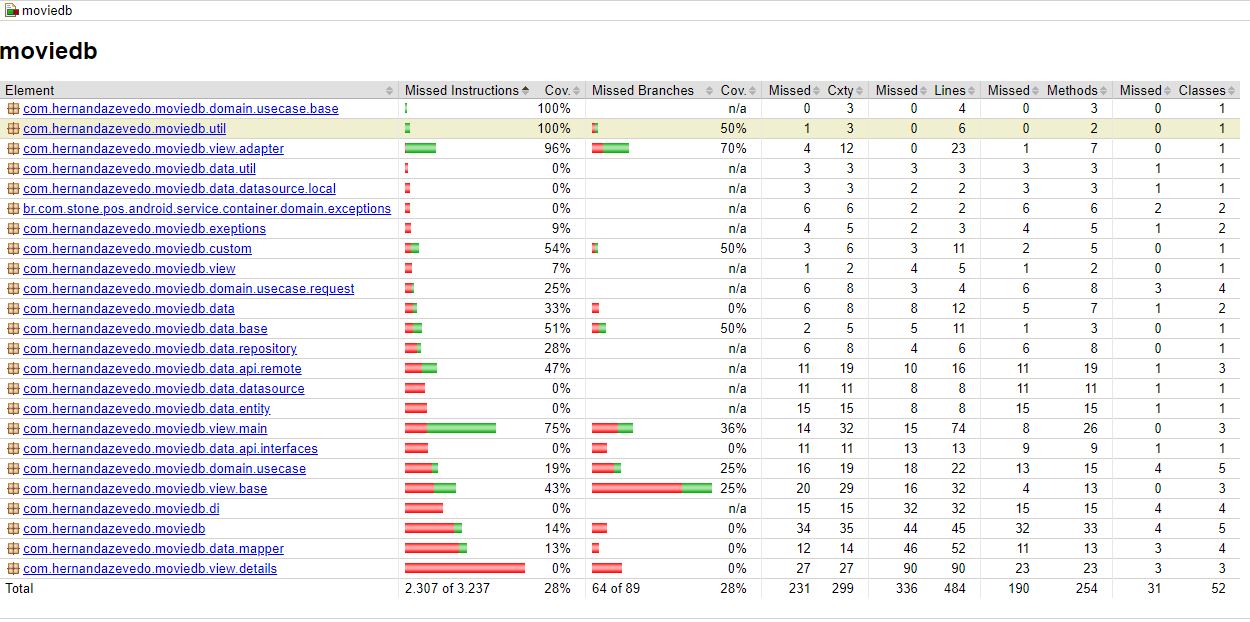 moviedb
moviedb
Element Missed Instructions Cov. Missed Branches Cov. Missed Cxty Missed Lines Missed Methods Missed Classes
com.hernandazevedo.moviedb.domain.usecase.base 100% n/a 0 3 0 4 0 3 0 1
com.hernandazevedo.moviedb.util 100% 50% 1 3 0 6 0 2 0 1
com.hernandazevedo.moviedb.view.adapter 96% 70% 4 12 0 23 1 7 0 1
com.hernandazevedo.moviedb.data.util 0% n/a 3 3 3 3 3 3 1 1
com.hernandazevedo.moviedb.data.datasource.local 0% n/a 3 3 2 2 3 3 1 1
br.com.stone.pos.android.service.container.domain.exceptions 0% n/a 6 6 2 2 6 6 2 2
com.hernandazevedo.moviedb.exeptions 9% n/a 4 5 2 3 4 5 1 2
com.hernandazevedo.moviedb.custom 54% 50% 3 6 3 11 2 5 0 1
com.hernandazevedo.moviedb.view 7% n/a 1 2 4 5 1 2 0 1
com.hernandazevedo.moviedb.domain.usecase.request 25% n/a 6 8 3 4 6 8 3 4
com.hernandazevedo.moviedb.data 33% 0% 6 8 8 12 5 7 1 2
com.hernandazevedo.moviedb.data.base 51% 50% 2 5 5 11 1 3 0 1
com.hernandazevedo.moviedb.data.repository 28% n/a 6 8 4 6 6 8 0 1
com.hernandazevedo.moviedb.data.api.remote 47% n/a 11 19 10 16 11 19 1 3
com.hernandazevedo.moviedb.data.datasource 0% n/a 11 11 8 8 11 11 1 1
com.hernandazevedo.moviedb.data.entity 0% n/a 15 15 8 8 15 15 1 1
com.hernandazevedo.moviedb.view.main 75% 36% 14 32 15 74 8 26 0 3
com.hernandazevedo.moviedb.data.api.interfaces 0% 0% 11 11 13 13 9 9 1 1
com.hernandazevedo.moviedb.domain.usecase 19% 25% 16 19 18 22 13 15 4 5
com.hernandazevedo.moviedb.view.base 43% 25% 20 29 16 32 4 13 0 3
com.hernandazevedo.moviedb.di 0% n/a 15 15 32 32 15 15 4 4
com.hernandazevedo.moviedb 14% 0% 34 35 44 45 32 33 4 5
com.hernandazevedo.moviedb.data.mapper 13% 0% 12 14 46 52 11 13 3 4
com.hernandazevedo.moviedb.view.details 0% 0% 27 27 90 90 23 23 3 3
Total 2.307 of 3.237 28% 64 of 89 28% 231 299 336 484 190 254 31 52